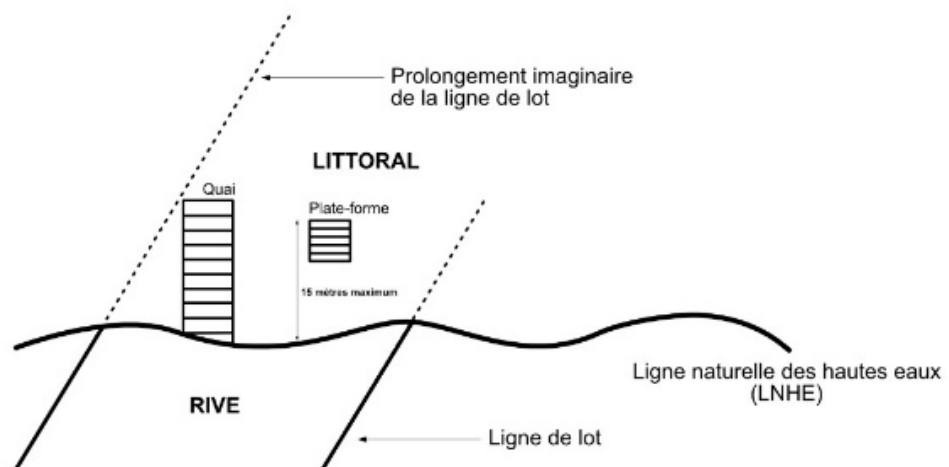 Prolongement imaginaire
de la ligne de lot
LITTORAL
Quai
Plate-forme
15 mètres maximum
Ligne naturelle des hautes eaux
(LNHE)
RIVE
Ligne de lot